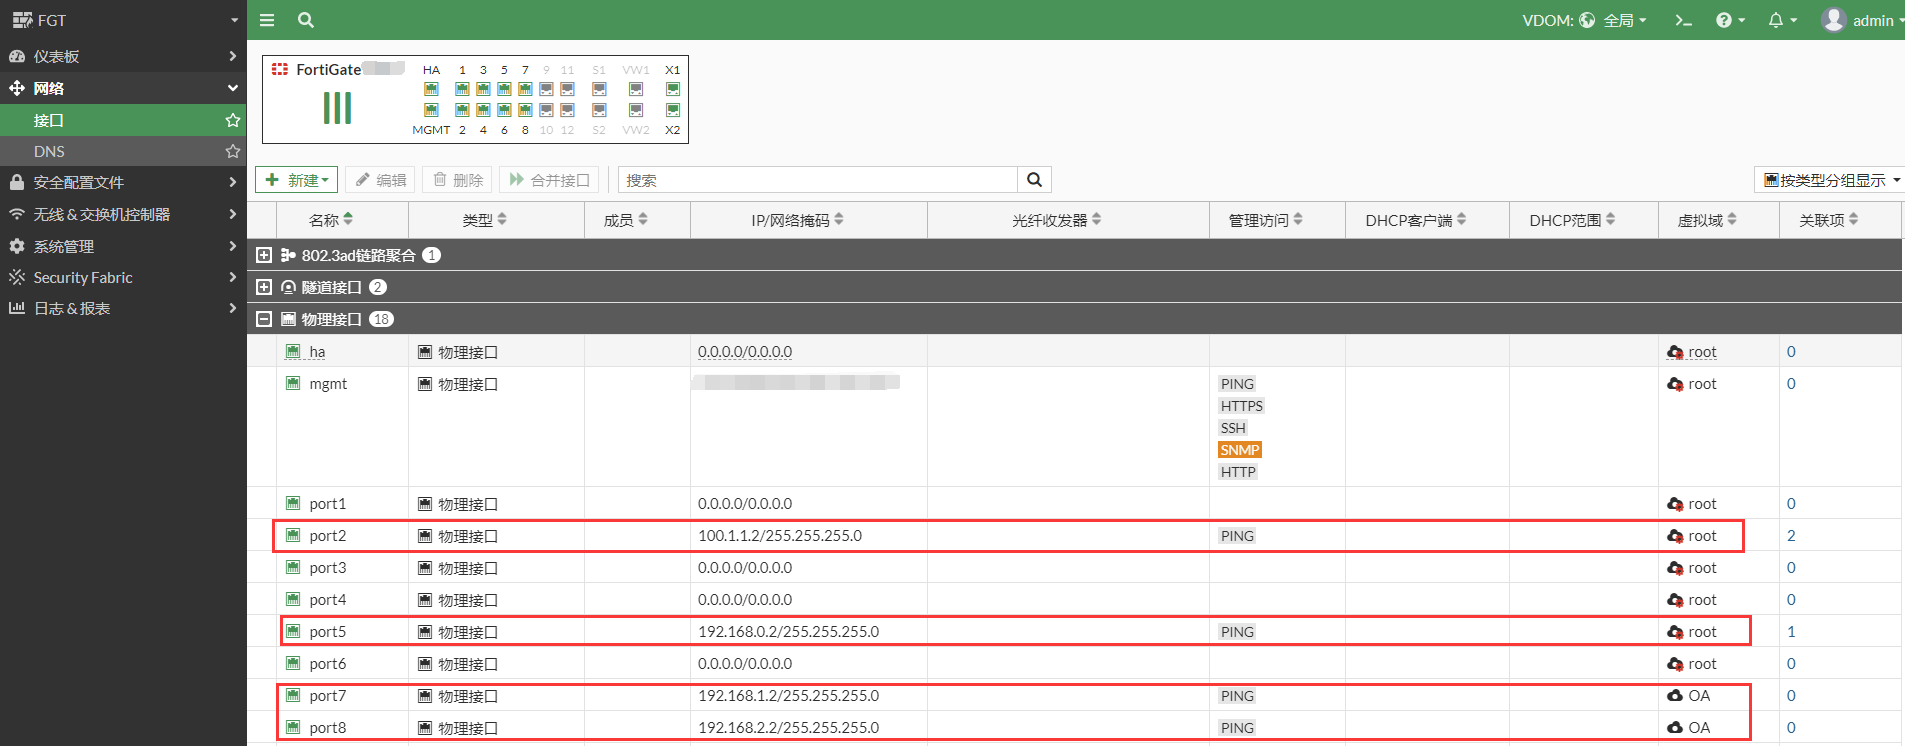 FGT
VDOM: 全局
admin
仪表板
网络
接口
DNS
安全配置文件
无线 & 交换机控制器
系统管理
Security Fabric
日志 & 报表
FortiGate
HA 1 3 5 7 9 11 S1 VW1 X1
MGMT 2 4 6 8 10 12 S2 VW2 X2
新建 编辑 删除 合并接口 搜索 按类型分组显示
名称 类型 成员 IP/网络掩码 光纤收发器 管理访问 DHCP客户端 DHCP范围 虚拟域 关联项
802.3ad链路聚合 1
隧道接口 2
物理接口 18
ha 物理接口 0.0.0.0/0.0.0.0 root 0
mgmt 物理接口 PING root 0
HTTPS
SSH
SNMP
HTTP
port1 物理接口 0.0.0.0/0.0.0.0 root 0
port2 物理接口 100.1.1.2/255.255.255.0 PING root 2
port3 物理接口 0.0.0.0/0.0.0.0 root 0
port4 物理接口 0.0.0.0/0.0.0.0 root 0
port5 物理接口 192.168.0.2/255.255.255.0 PING root 1
port6 物理接口 0.0.0.0/0.0.0.0 root 0
port7 物理接口 192.168.1.2/255.255.255.0 PING OA 0
port8 物理接口 192.168.2.2/255.255.255.0 PING OA 0